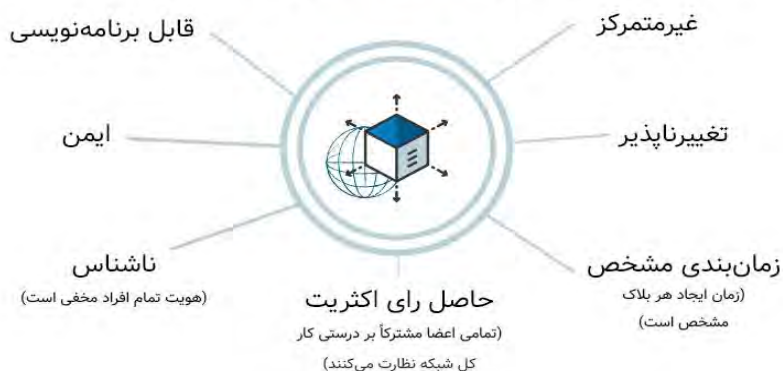 غیرمتمرکز
قابل برنامه‌نویسی
تغییرناپذیر
ایمن
زمان‌بندی مشخص
(زمان ایجاد هر بلاک
مشخص است)
ناشناس
(هویت تمام افراد مخفی است)
حاصل رای اکثریت
(تمامی اعضا مشترکاً بر درستی کار
کل شبکه نظارت می‌کنند)